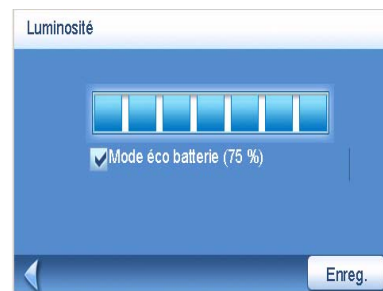 Luminosité
Mode éco batterie (75 %)
Enreg.